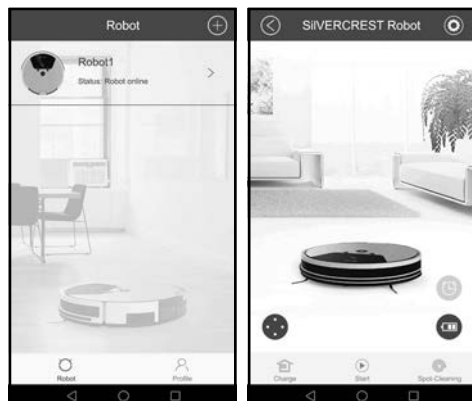 Robot
Robot1
Status: Robot online
Robot
Profile
SilVERCREST Robot
Charge
Start
Spot-Cleaning